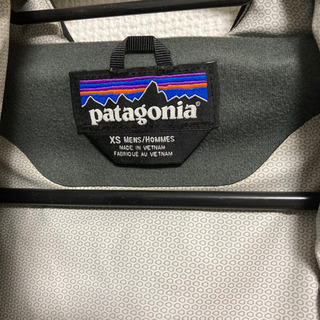 patagonia®
XS MENS/HOMMES
MADE IN VIETNAM
FABRIQUÉ AU VIETNAM